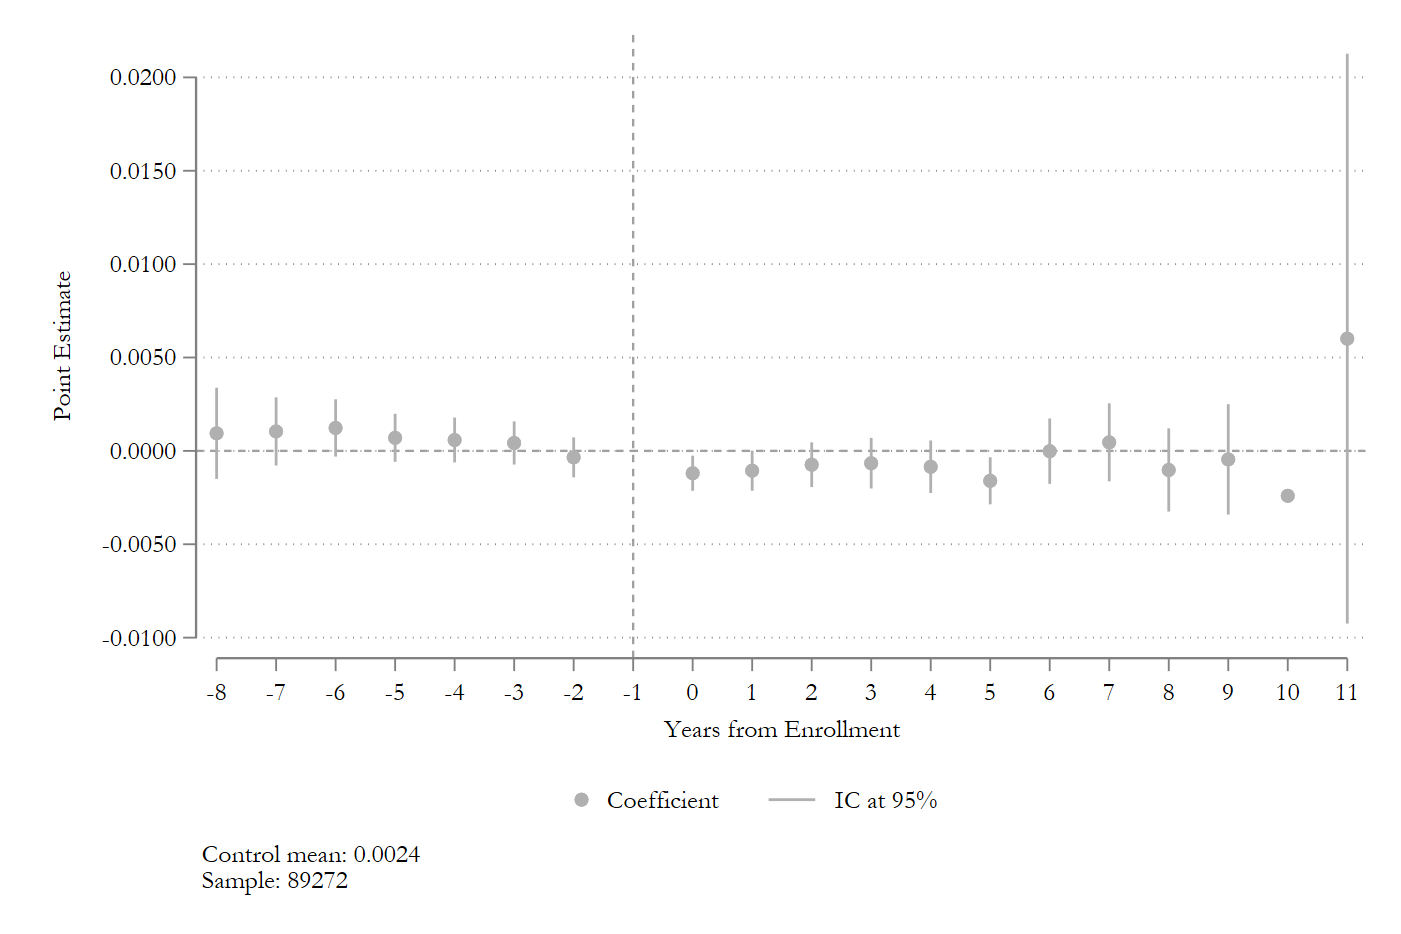 0.0200
0.0150
0.0100
0.0050
0.0000
-0.0050
-0.0100
Point Estimate
-8 -7 -6 -5 -4 -3 -2 -1 0 1 2 3 4 5 6 7 8 9 10 11
Years from Enrollment
Coefficient IC at 95%
Control mean: 0.0024
Sample: 89272